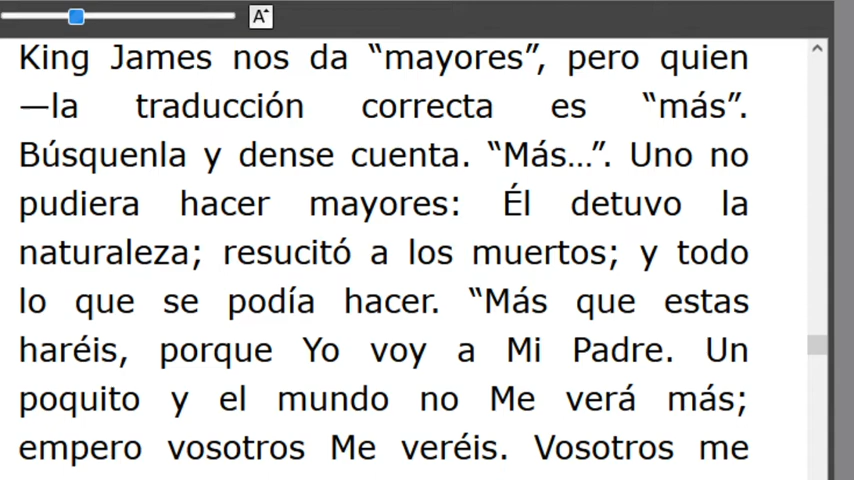 A
King James nos da “mayores”, pero quien
—la traducción correcta es “más”.
Búsquenla y dense cuenta. “Más…”. Uno no
pudiera hacer mayores: Él detuvo la
naturaleza; resucitó a los muertos; y todo
lo que se podía hacer. “Más que estas
haréis, porque Yo voy a Mi Padre. Un
poquito y el mundo no Me verá más;
empero vosotros Me veréis. Vosotros me